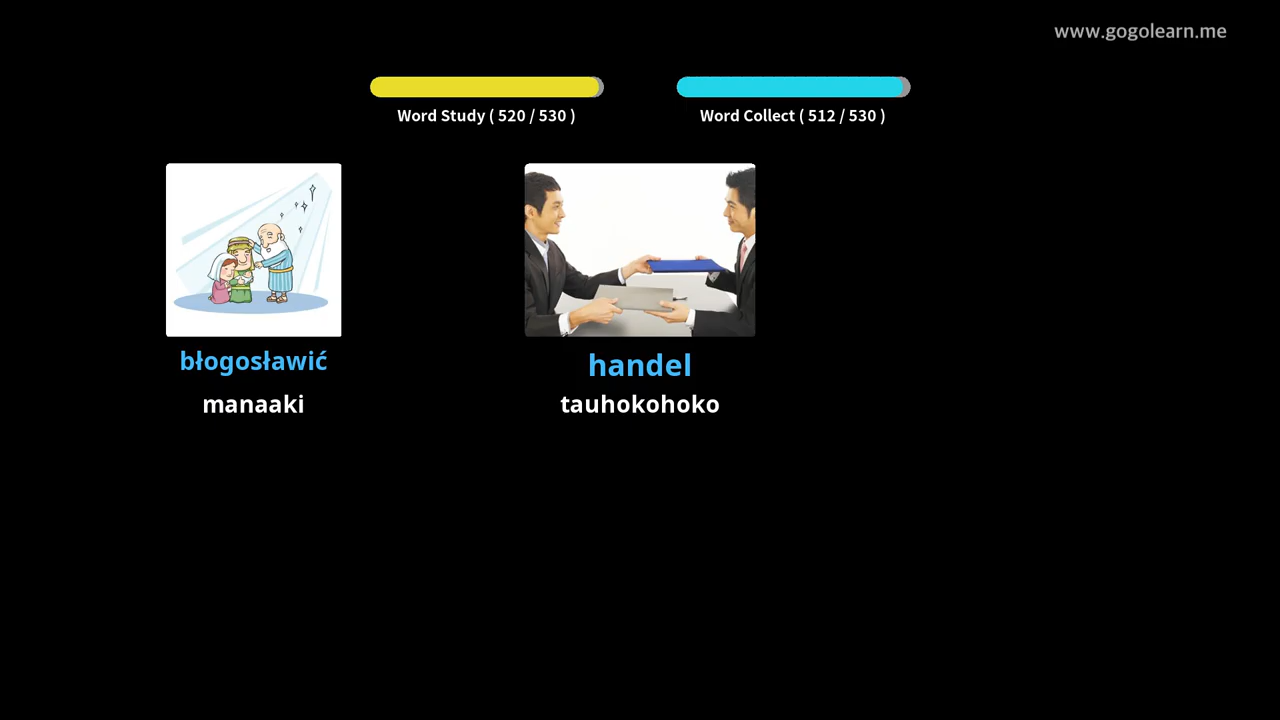 www.gogolearn.me
Word Study ( 520 / 530 )
Word Collect ( 512 / 530 )
błogosławić
manaaki
handel
tauhokohoko